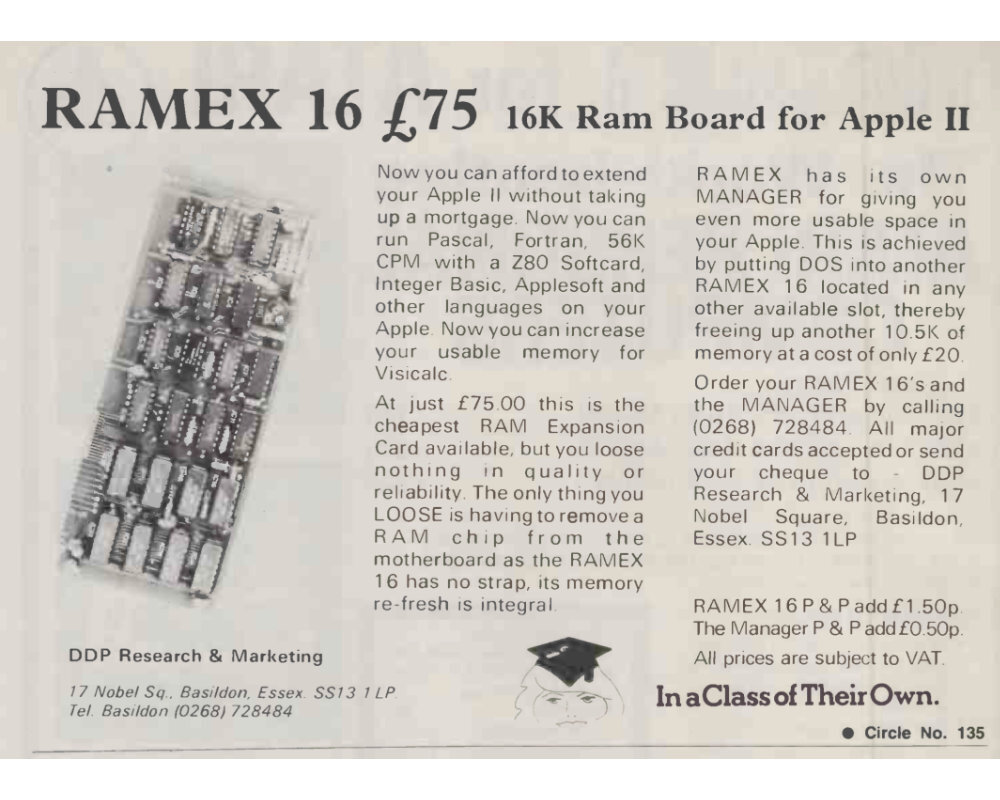 RAMEX 16 £75 16K Ram Board for Apple II
Now you can afford to extend
your Apple II without taking
up a mortgage. Now you can
run Pascal, Fortran, 56K
CPM with a Z80 Softcard,
Integer Basic, Applesoft and
other languages on your
Apple. Now you can increase
your usable memory for
Visicalc.
At just £75.00 this is the
cheapest RAM Expansion
Card available, but you loose
nothing in quality or
reliability. The only thing you
LOOSE is having to remove a
RAM chip from the
motherboard as the RAMEX
16 has no strap, its memory
re-fresh is integral.
RAMEX has its own
MANAGER for giving you
even more usable space in
your Apple. This is achieved
by putting DOS into another
RAMEX 16 located in any
other available slot, thereby
freeing up another 10.5K of
memory at a cost of only £20.
Order your RAMEX 16's and
the MANAGER by calling
(0268) 728484. All major
credit cards accepted or send
your cheque to - DDP
Research & Marketing, 17
Nobel Square, Basildon,
Essex. SS13 1LP
RAMEX 16 P & P add £1.50p.
The Manager P & P add £0.50p.
All prices are subject to VAT.
DDP Research & Marketing
17 Nobel Sq., Basildon, Essex. SS13 1LP.
Tel. Basildon (0268) 728484
In a Class of Their Own.
● Circle No. 135